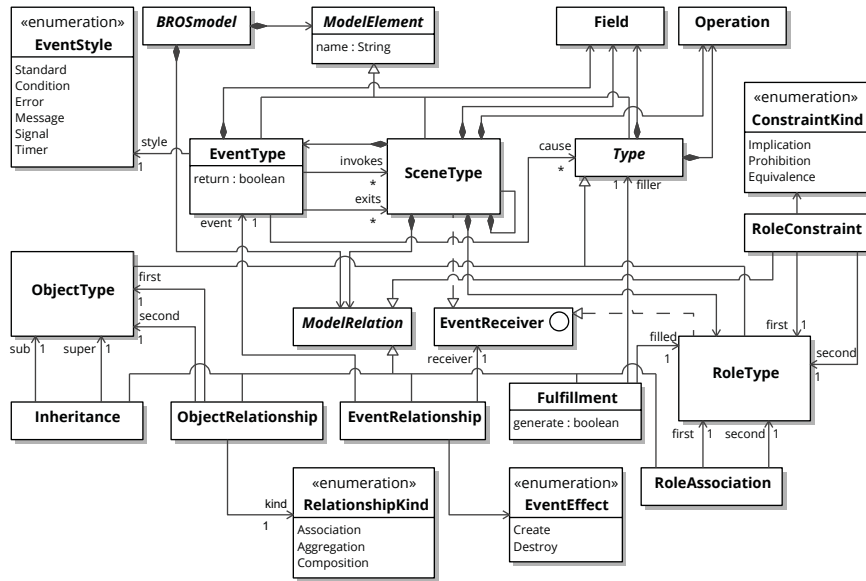 «enumeration»
EventStyle
Standard
Condition
Error
Message
Signal
Timer
BROSmodel
ModelElement
name : String
Field
Operation
«enumeration»
ConstraintKind
Implication
Prohibition
Equivalence
style
1
EventType
return : boolean
invokes
*
exits
*
SceneType
cause
*
Type
1
filler
event
1
RoleConstraint
ObjectType
first
1
second
1
ModelRelation
EventReceiver
receiver
1
first
1
second
1
filled
1
RoleType
sub
1
super
1
Inheritance
ObjectRelationship
EventRelationship
Fulfillment
generate : boolean
first
1
second
1
RoleAssociation
kind
1
«enumeration»
RelationshipKind
Association
Aggregation
Composition
«enumeration»
EventEffect
Create
Destroy